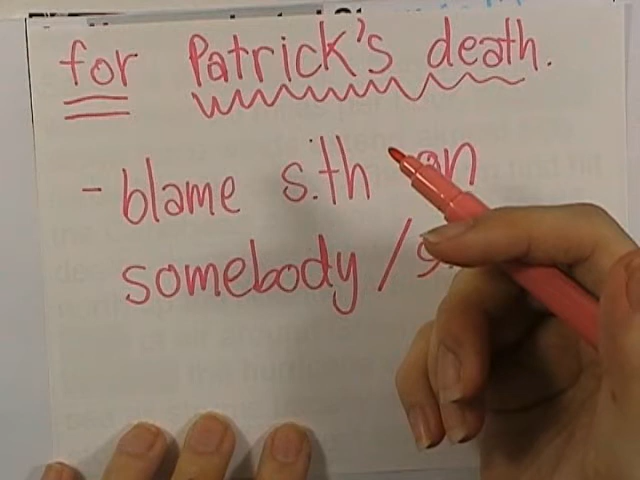 for Patrick's death.
- blame s.th on
somebody /